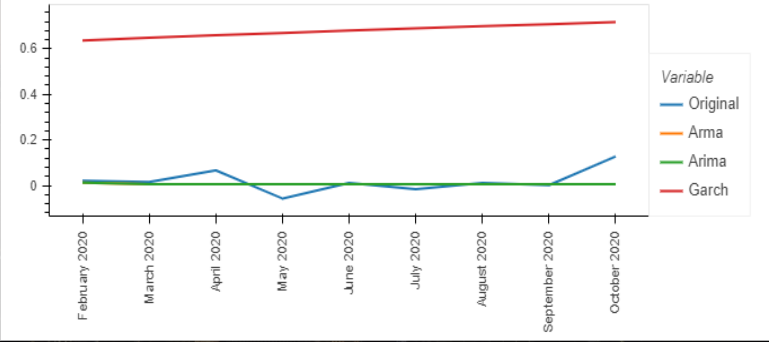 0.6
0.4
0.2
0
February 2020
March 2020
April 2020
May 2020
June 2020
July 2020
August 2020
September 2020
October 2020
Variable
Original
Arma
Arima
Garch